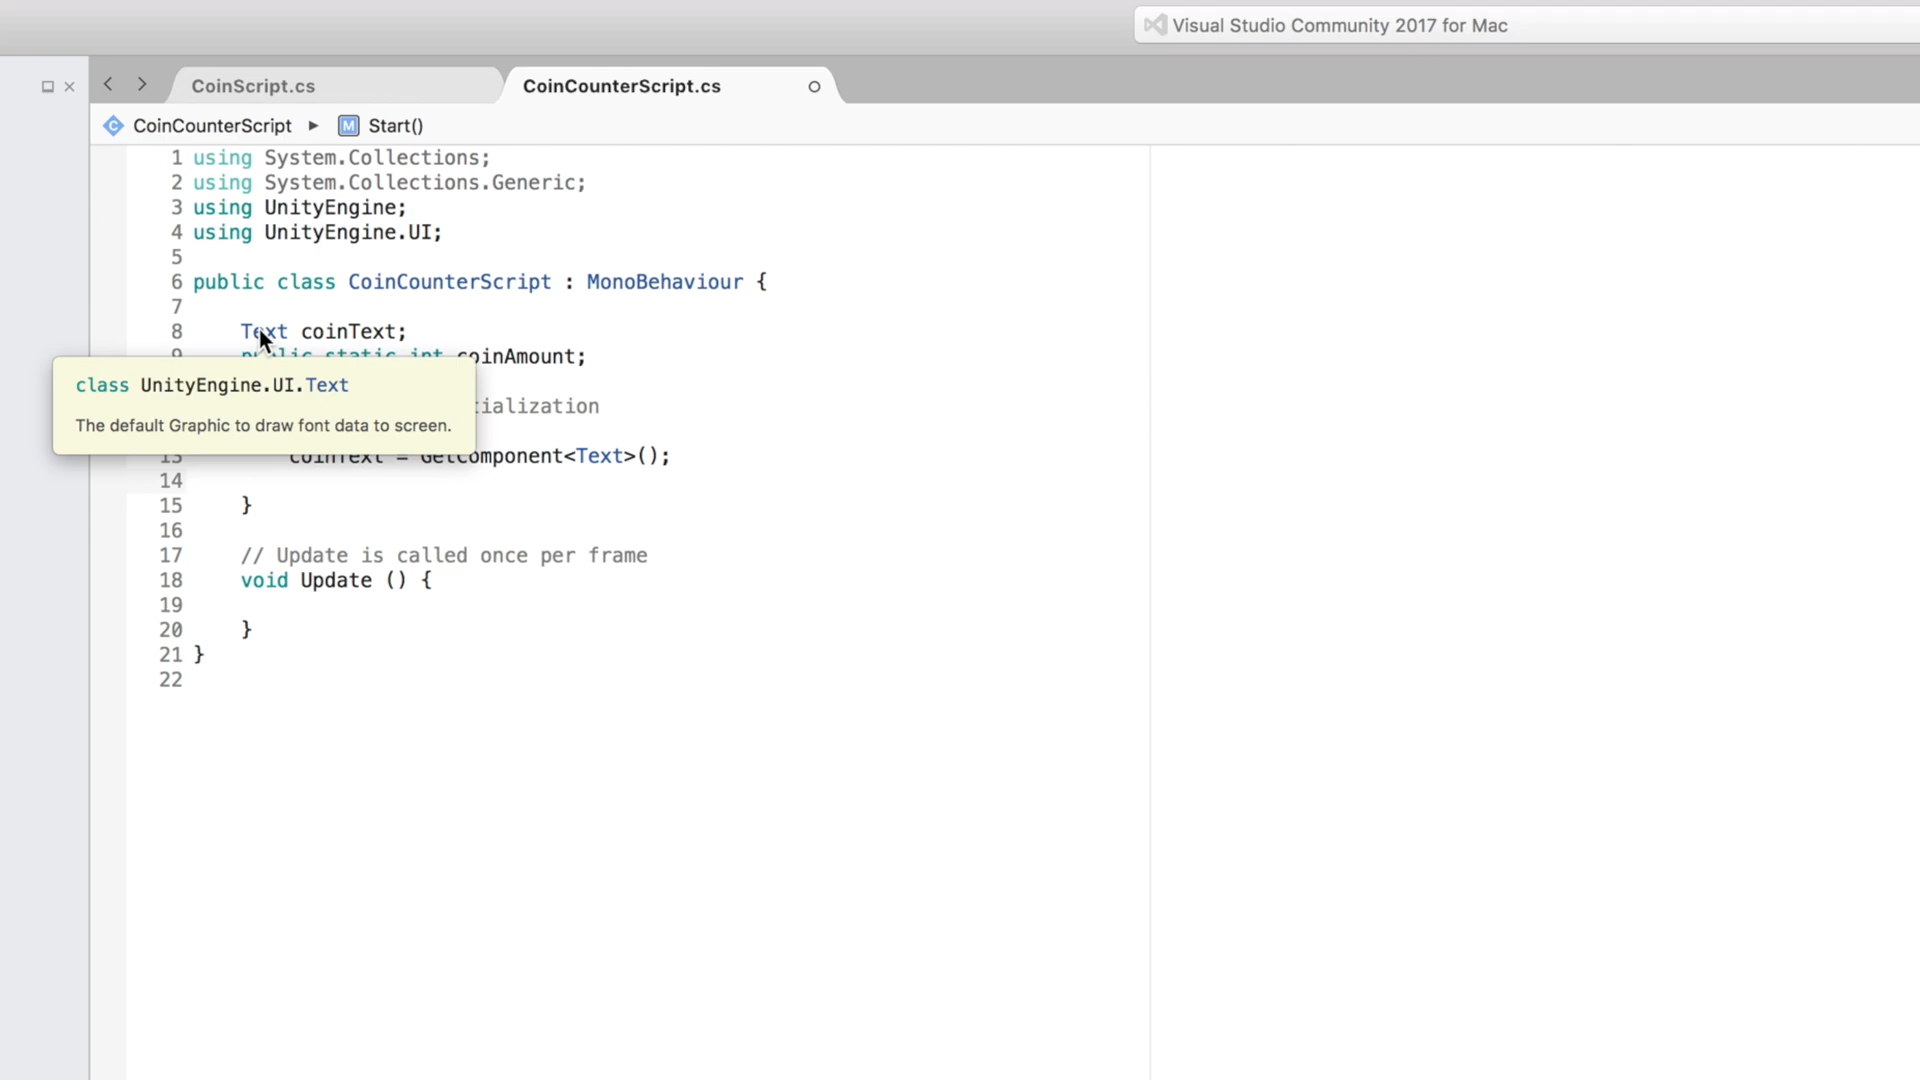 Visual Studio Community 2017 for Mac
CoinScript.cs
CoinCounterScript.cs
CoinCounterScript ▶ M Start()
1 using System.Collections;
2 using System.Collections.Generic;
3 using UnityEngine;
4 using UnityEngine.UI;
5
6 public class CoinCounterScript : MonoBehaviour {
7
8 Text coinText;
9 public static int coinAmount;
class UnityEngine.UI.Text
tialization
The default Graphic to draw font data to screen.
13 coinText = GetComponent<Text>();
14
15 }
16
17 // Update is called once per frame
18 void Update () {
19
20 }
21 }
22